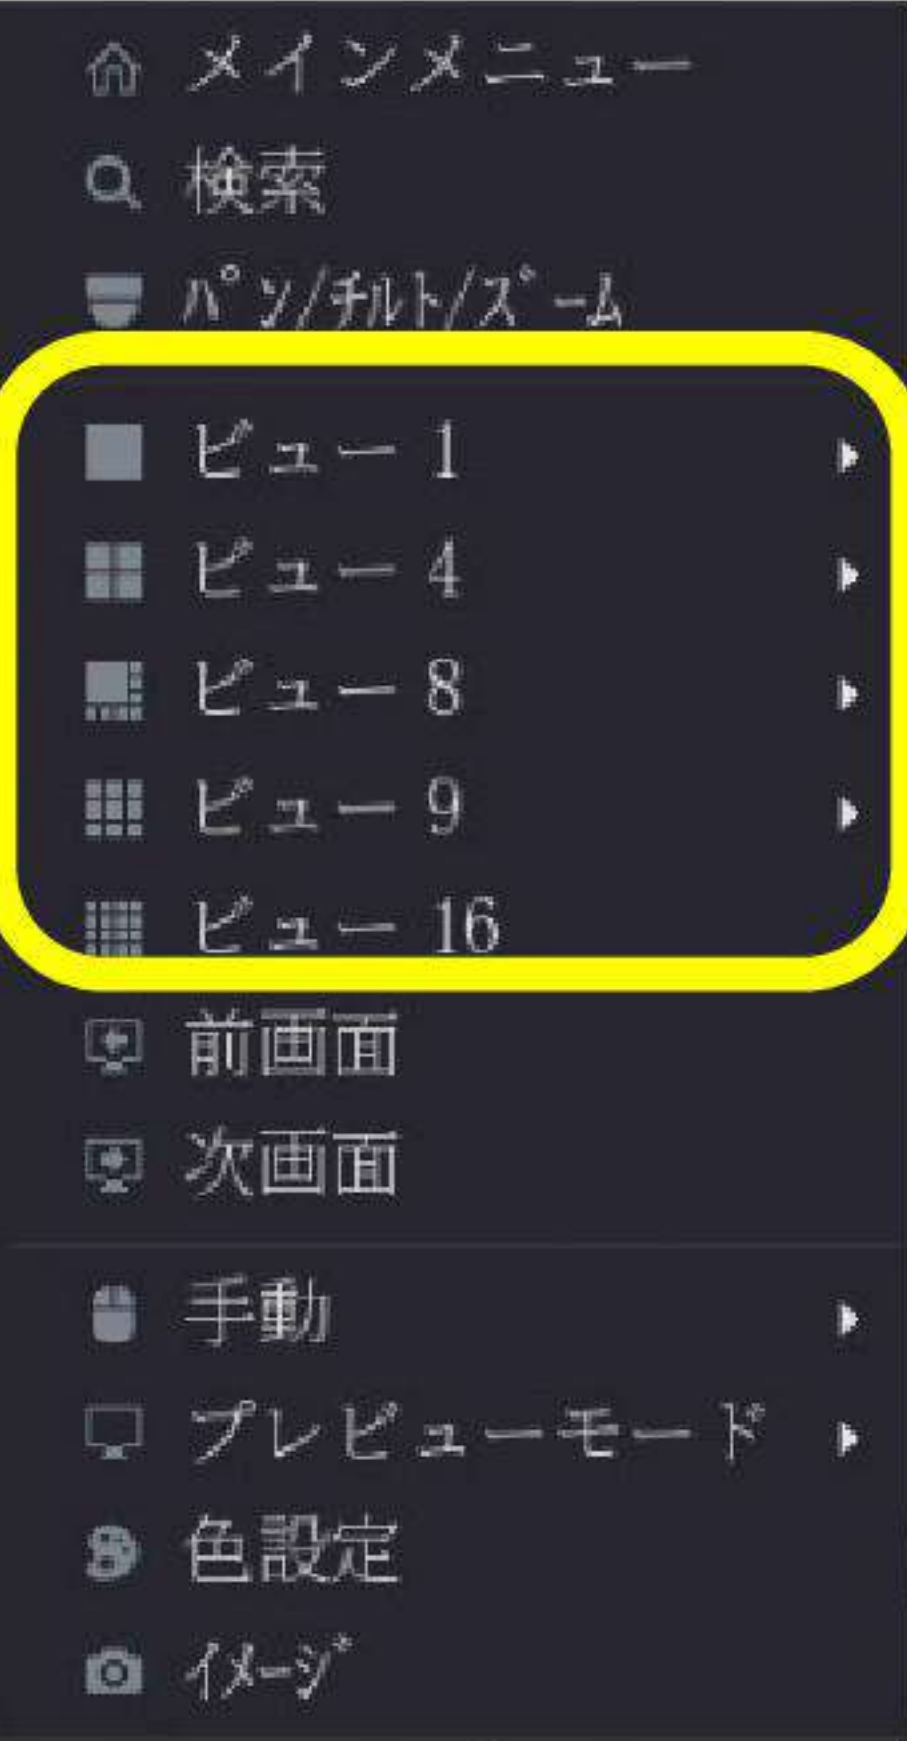 メインメニュー
検索
ﾊﾟﾝ/ﾁﾙﾄ/ｽﾞｰﾑ
ビュー 1
ビュー 4
ビュー 8
ビュー 9
ビュー 16
前画面
次画面
手動
プレビューモード
色設定
ｲﾒｰｼﾞ